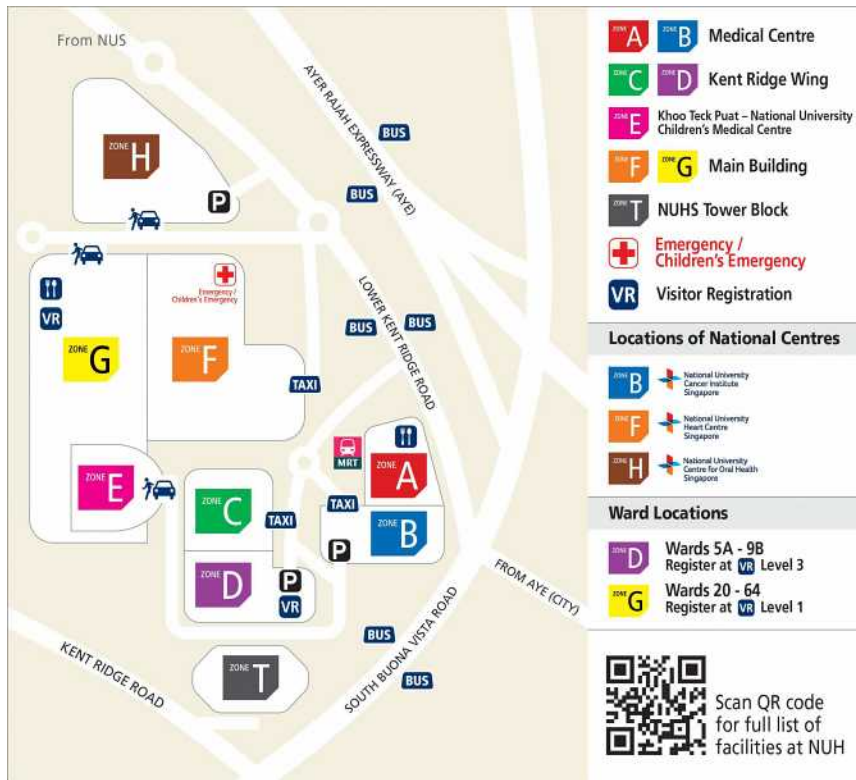 From NUS
AYER RAJAH EXPRESSWAY (AYE)
BUS
BUS
ZONE H
P
Emergency /
Children's Emergency
VR
ZONE G
ZONE F
TAXI
LOWER KENT RIDGE ROAD
BUS
BUS
MRT
ZONE A
ZONE E
ZONE C
TAXI
TAXI
ZONE B
P
ZONE D
P
VR
FROM AYE (CITY)
BUS
SOUTH BUONA VISTA ROAD
BUS
KENT RIDGE ROAD
ZONE T
ZONE A ZONE B Medical Centre
ZONE C ZONE D Kent Ridge Wing
ZONE E Khoo Teck Puat – National University
Children's Medical Centre
ZONE F ZONE G Main Building
ZONE T NUHS Tower Block
Emergency /
Children's Emergency
VR Visitor Registration
Locations of National Centres
ZONE B National University
Cancer Institute
Singapore
ZONE F National University
Heart Centre
Singapore
ZONE H National University
Centre for Oral Health
Singapore
Ward Locations
ZONE D Wards 5A - 9B
Register at VR Level 3
ZONE G Wards 20 - 64
Register at VR Level 1
Scan QR code
for full list of
facilities at NUH